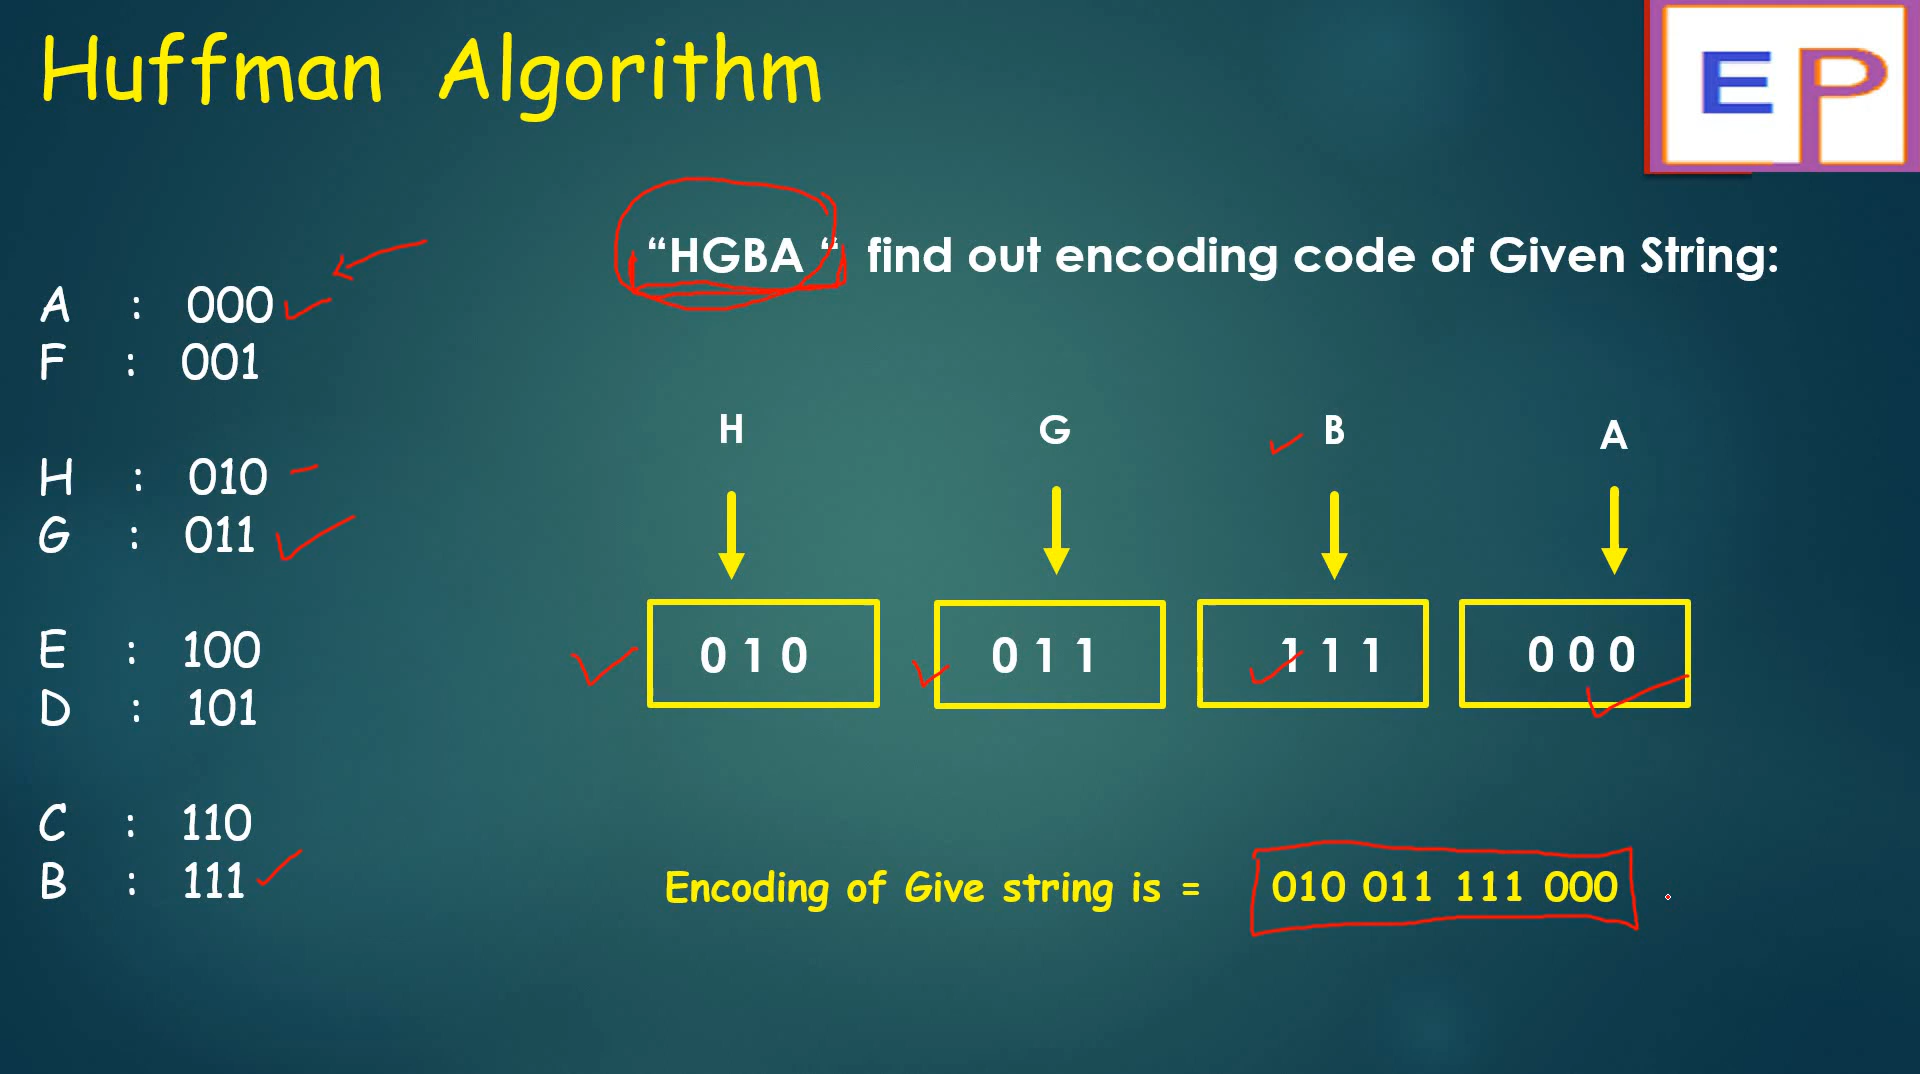 Huffman Algorithm
EP
"HGBA “ find out encoding code of Given String:
A : 000
F : 001
H : 010
G : 011
E : 100
D : 101
C : 110
B : 111
H G B A
0 1 0 0 1 1 1 1 1 0 0 0
Encoding of Give string is = 010 011 111 000